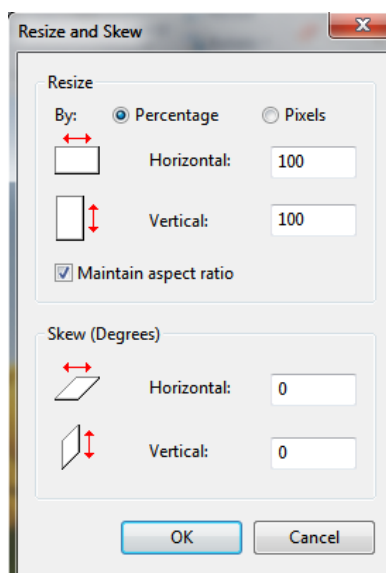 Resize and Skew
Resize
By: Percentage Pixels
Horizontal: 100
Vertical: 100
Maintain aspect ratio
Skew (Degrees)
Horizontal: 0
Vertical: 0
OK Cancel